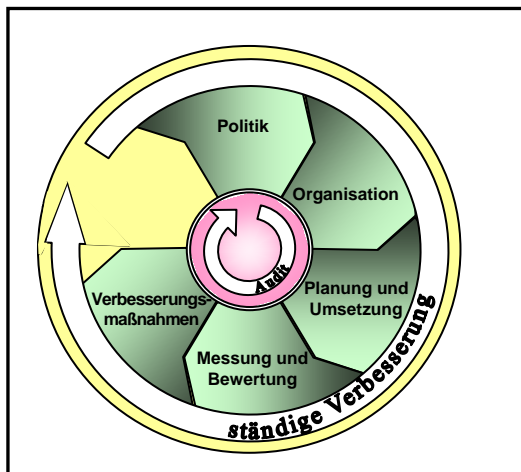 Politik
Organisation
Planung und
Umsetzung
Messung und
Bewertung
Verbesserungs-
maßnahmen
Audit
ständige Verbesserung